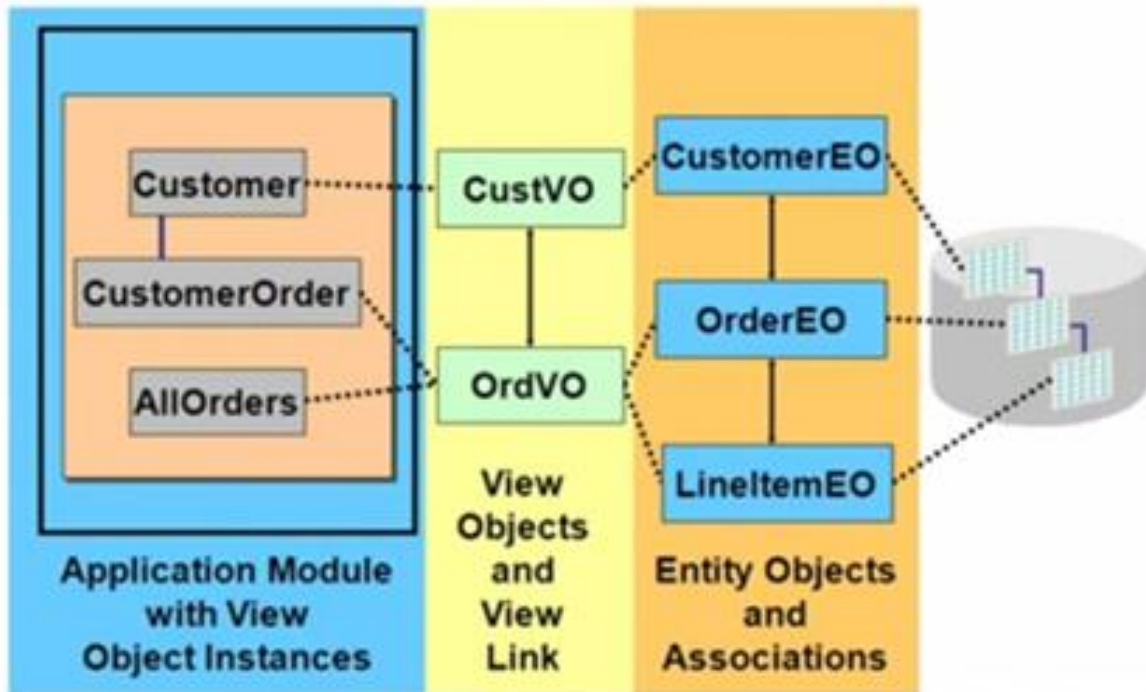 Customer
CustomerOrder
AllOrders
Application Module
with View
Object Instances
CustVO
OrdVO
View
Objects
and
View
Link
CustomerEO
OrderEO
LineItemEO
Entity Objects
and
Associations